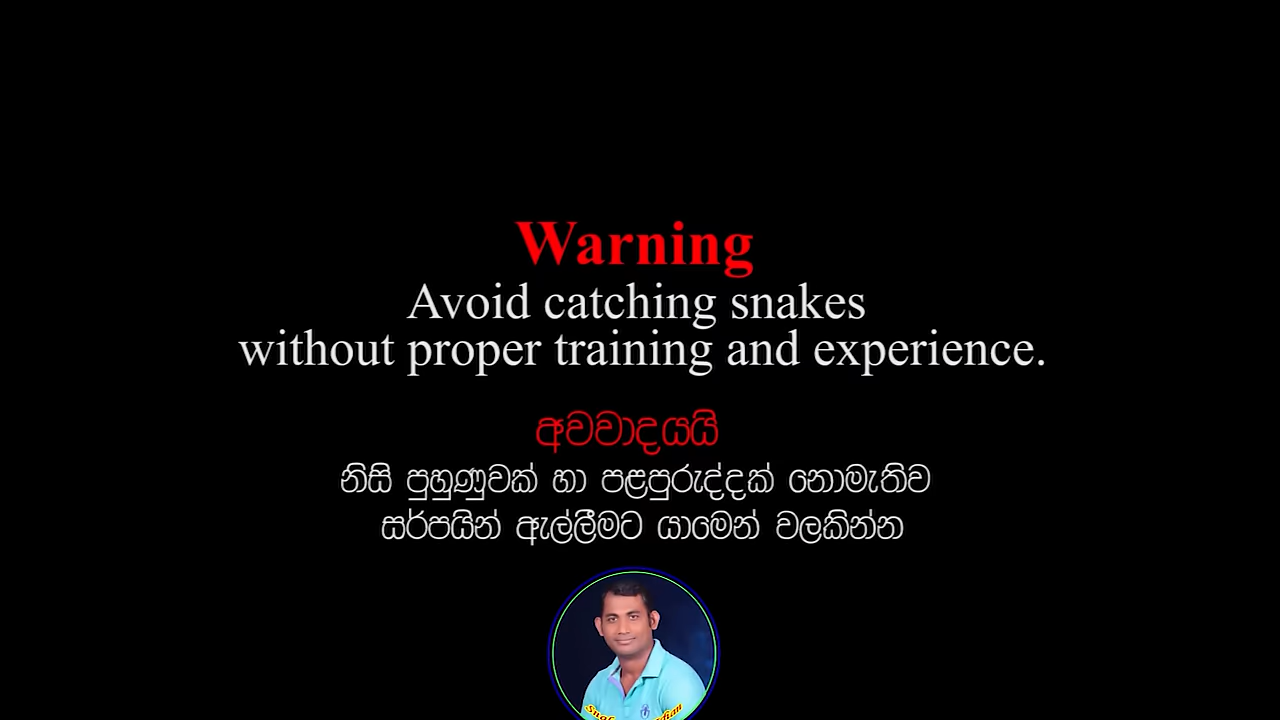 Warning
Avoid catching snakes
without proper training and experience.
අවවාදයයි
නිසි පුහුණුවක් හා පළපුරුද්දක් නොමැතිව
සර්පයින් ඇල්ලීමට යාමෙන් වලකින්න